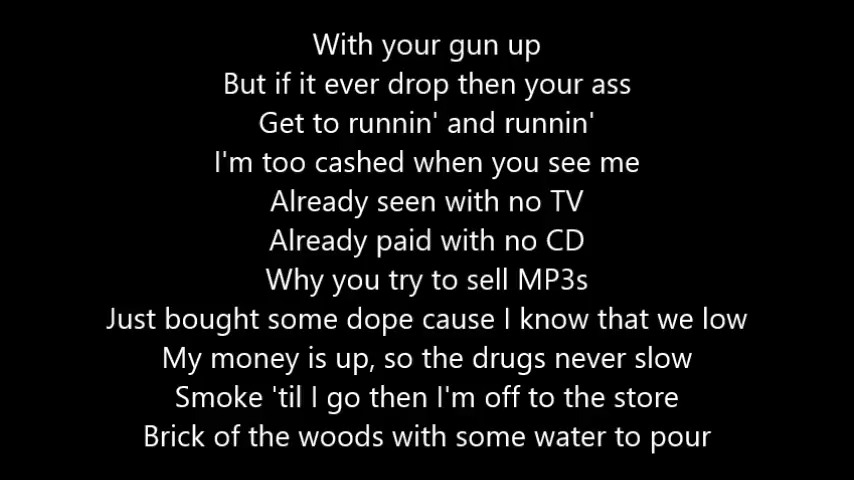 With your gun up
But if it ever drop then your ass
Get to runnin' and runnin'
I'm too cashed when you see me
Already seen with no TV
Already paid with no CD
Why you try to sell MP3s
Just bought some dope cause I know that we low
My money is up, so the drugs never slow
Smoke 'til I go then I'm off to the store
Brick of the woods with some water to pour